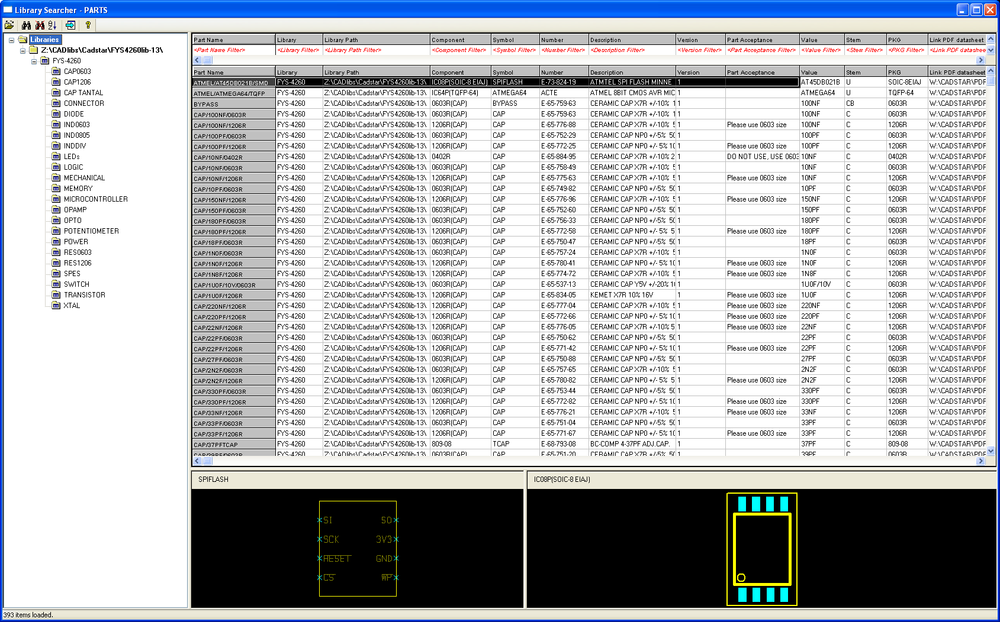 Library Searcher - PARTS
Libraries
Z:\CADlibs\Cadstar\FYS4260lib-13\
FYS-4260
CAP0603
CAP1206
CAP TANTAL
CONNECTOR
DIODE
IND0603
IND0805
INDDIV
LEDs
LOGIC
MECHANICAL
MEMORY
MICROCONTROLLER
OPAMP
OPTO
POTENTIOMETER
POWER
RES0603
RES1206
SPES
SWITCH
TRANSISTOR
XTAL
Part Name Library Library Path Component Symbol Number Description Version Part Acceptance Value Stem PKG Link PDF datasheet
<Part Name Filter> <Library Filter> <Library Path Filter> <Component Filter> <Symbol Filter> <Number Filter> <Description Filter> <Version Filter> <Part Acceptance Filter> <Value Filter> <Stem Filter> <PKG Filter> <Link PDF datashee
Part Name Library Library Path Component Symbol Number Description Version Part Acceptance Value Stem PKG Link PDF datasheet
ATMEL/AT45DB021B/SMD FYS-4260 Z:\CADlibs\Cadstar\FYS4260lib-13\ IC08P(SOIC-8 EIAJ) SPIFLASH E-73-824-19 ATMTEL SPI FLASH MINNE 1 AT45DB021B U SOIC-8EIAJ W:\CADSTAR\PDF
ATMEL/ATMEGA64/TQFP FYS-4260 Z:\CADlibs\Cadstar\FYS4260lib-13\ IC64P(TQFP-64) ATMEGA64 ACTE ATMEL 8BIT CMOS AVR MIC 1 ATMEGA64 U TQFP-64 W:\CADSTAR\PDF
BYPASS FYS-4260 Z:\CADlibs\Cadstar\FYS4260lib-13\ 0603R(CAP) BYPASS E-65-759-63 CERAMIC CAP X7R +/-10% 1 1 100NF CB 0603R W:\CADSTAR\PDF
CAP/100NF/0603R FYS-4260 Z:\CADlibs\Cadstar\FYS4260lib-13\ 0603R(CAP) CAP E-65-759-63 CERAMIC CAP X7R +/-10% 1 1 100NF C 0603R W:\CADSTAR\PDF
CAP/100NF/1206R FYS-4260 Z:\CADlibs\Cadstar\FYS4260lib-13\ 1206R(CAP) CAP E-65-776-88 CERAMIC CAP X7R +/-10% 5 1 Please use 0603 size 100NF C 1206R W:\CADSTAR\PDF
CAP/100PF/0603R FYS-4260 Z:\CADlibs\Cadstar\FYS4260lib-13\ 0603R(CAP) CAP E-65-752-29 CERAMIC CAP NP0 +/-5% 50 1 100PF C 0603R W:\CADSTAR\PDF
CAP/100PF/1206R FYS-4260 Z:\CADlibs\Cadstar\FYS4260lib-13\ 1206R(CAP) CAP E-65-772-25 CERAMIC CAP NP0 +/- 5% 10 1 Please use 0603 size 100PF C 1206R W:\CADSTAR\PDF
CAP/10NF/0402R FYS-4260 Z:\CADlibs\Cadstar\FYS4260lib-13\ 0402R CAP E-65-884-95 CERAMIC CAP X7R +/-10% 2 1 DO NOT USE, USE 0603 10NF C 0402R W:\CADSTAR\PDF
CAP/10NF/0603R FYS-4260 Z:\CADlibs\Cadstar\FYS4260lib-13\ 0603R(CAP) CAP E-65-758-49 CERAMIC CAP X7R +/-10% 5 1 10NF C 0603R W:\CADSTAR\PDF
CAP/10NF/1206R FYS-4260 Z:\CADlibs\Cadstar\FYS4260lib-13\ 1206R(CAP) CAP E-65-775-63 CERAMIC CAP X7R +/-10% 5 1 Please use 0603 size 10NF C 1206R W:\CADSTAR\PDF
CAP/10PF/0603R FYS-4260 Z:\CADlibs\Cadstar\FYS4260lib-13\ 0603R(CAP) CAP E-65-749-82 CERAMIC CAP NP0 +/-5% 50 1 10PF C 0603R W:\CADSTAR\PDF
CAP/150NF/1206R FYS-4260 Z:\CADlibs\Cadstar\FYS4260lib-13\ 1206R(CAP) CAP E-65-776-96 CERAMIC CAP X7R +/-10% 5 1 Please use 0603 size 150NF C 1206R W:\CADSTAR\PDF
CAP/150PF/0603R FYS-4260 Z:\CADlibs\Cadstar\FYS4260lib-13\ 0603R(CAP) CAP E-65-752-60 CERAMIC CAP NP0 +/-5% 50 1 150PF C 0603R W:\CADSTAR\PDF
CAP/180PF/0603R FYS-4260 Z:\CADlibs\Cadstar\FYS4260lib-13\ 0603R(CAP) CAP E-65-756-33 CERAMIC CAP NP0 +/-5% 50 1 180PF C 0603R W:\CADSTAR\PDF
CAP/180PF/1206R FYS-4260 Z:\CADlibs\Cadstar\FYS4260lib-13\ 1206R(CAP) CAP E-65-772-58 CERAMIC CAP NP0 +/- 5% 5 1 Please use 0603 size 180PF C 1206R W:\CADSTAR\PDF
CAP/18PF/0603R FYS-4260 Z:\CADlibs\Cadstar\FYS4260lib-13\ 0603R(CAP) CAP E-65-750-47 CERAMIC CAP NP0 +/-5% 50 1 18PF C 0603R W:\CADSTAR\PDF
CAP/1N0F/0603R FYS-4260 Z:\CADlibs\Cadstar\FYS4260lib-13\ 0603R(CAP) CAP E-65-757-24 CERAMIC CAP X7R +/-10% 5 1 1N0F C 0603R W:\CADSTAR\PDF
CAP/1N0F/1206R FYS-4260 Z:\CADlibs\Cadstar\FYS4260lib-13\ 1206R(CAP) CAP E-65-780-41 CERAMIC CAP NP0 +/- 5% 5 1 Please use 0603 size 1N0F C 1206R W:\CADSTAR\PDF
CAP/1N8F/1206R FYS-4260 Z:\CADlibs\Cadstar\FYS4260lib-13\ 1206R(CAP) CAP E-65-774-72 CERAMIC CAP X7R +/-10% 5 1 Please use 0603 size 1N8F C 1206R W:\CADSTAR\PDF
CAP/1U0F/10V/0603R FYS-4260 Z:\CADlibs\Cadstar\FYS4260lib-13\ 0603R(CAP) CAP E-65-537-13 CERAMIC CAP Y5V +/-20% 1 1 1U0F/10V C 0603R W:\CADSTAR\PDF
CAP/1U0F/1206R FYS-4260 Z:\CADlibs\Cadstar\FYS4260lib-13\ 1206R(CAP) CAP E-65-834-05 KEMET X7R 10% 16V 1 Please use 0603 size 1U0F C 1206R W:\CADSTAR\PDF
CAP/220NF/1206R FYS-4260 Z:\CADlibs\Cadstar\FYS4260lib-13\ 1206R(CAP) CAP E-65-777-04 CERAMIC CAP X7R +/-10% 5 1 Please use 0603 size 220NF C 1206R W:\CADSTAR\PDF
CAP/220PF/1206R FYS-4260 Z:\CADlibs\Cadstar\FYS4260lib-13\ 1206R(CAP) CAP E-65-772-66 CERAMIC CAP NP0 +/- 5% 10 1 Please use 0603 size 220PF C 1206R W:\CADSTAR\PDF
CAP/22NF/1206R FYS-4260 Z:\CADlibs\Cadstar\FYS4260lib-13\ 1206R(CAP) CAP E-65-776-05 CERAMIC CAP X7R +/-10% 5 1 Please use 0603 size 22NF C 1206R W:\CADSTAR\PDF
CAP/22PF/0603R FYS-4260 Z:\CADlibs\Cadstar\FYS4260lib-13\ 0603R(CAP) CAP E-65-750-62 CERAMIC CAP NP0 +/-5% 50 1 22PF C 0603R W:\CADSTAR\PDF
CAP/22PF/1206R FYS-4260 Z:\CADlibs\Cadstar\FYS4260lib-13\ 1206R(CAP) CAP E-65-771-42 CERAMIC CAP NP0 +/- 5% 10 1 Please use 0603 size 22PF C 1206R W:\CADSTAR\PDF
CAP/27PF/0603R FYS-4260 Z:\CADlibs\Cadstar\FYS4260lib-13\ 0603R(CAP) CAP E-65-750-88 CERAMIC CAP NP0 +/-5% 50 1 27PF C 0603R W:\CADSTAR\PDF
CAP/2N2F/0603R FYS-4260 Z:\CADlibs\Cadstar\FYS4260lib-13\ 0603R(CAP) CAP E-65-757-65 CERAMIC CAP X7R +/-10% 5 1 2N2F C 0603R W:\CADSTAR\PDF
CAP/2N2F/1206R FYS-4260 Z:\CADlibs\Cadstar\FYS4260lib-13\ 1206R(CAP) CAP E-65-780-82 CERAMIC CAP NP0 +/- 5% 5 1 Please use 0603 size 2N2F C 1206R W:\CADSTAR\PDF
CAP/330PF/0603R FYS-4260 Z:\CADlibs\Cadstar\FYS4260lib-13\ 0603R(CAP) CAP E-65-753-44 CERAMIC CAP NP0 +/-5% 50 1 330PF C 0603R W:\CADSTAR\PDF
CAP/330PF/1206R FYS-4260 Z:\CADlibs\Cadstar\FYS4260lib-13\ 1206R(CAP) CAP E-65-772-82 CERAMIC CAP NP0 +/- 5% 10 1 Please use 0603 size 330PF C 1206R W:\CADSTAR\PDF
CAP/33NF/1206R FYS-4260 Z:\CADlibs\Cadstar\FYS4260lib-13\ 1206R(CAP) CAP E-65-776-21 CERAMIC CAP X7R +/-10% 5 1 Please use 0603 size 33NF C 1206R W:\CADSTAR\PDF
CAP/33PF/0603R FYS-4260 Z:\CADlibs\Cadstar\FYS4260lib-13\ 0603R(CAP) CAP E-65-751-04 CERAMIC CAP NP0 +/-5% 50 1 33PF C 0603R W:\CADSTAR\PDF
CAP/33PF/1206R FYS-4260 Z:\CADlibs\Cadstar\FYS4260lib-13\ 1206R(CAP) CAP E-65-771-67 CERAMIC CAP NP0 +/- 5% 10 1 Please use 0603 size 33PF C 1206R W:\CADSTAR\PDF
CAP/37PFTCAP FYS-4260 Z:\CADlibs\Cadstar\FYS4260lib-13\ 809-08 TCAP E-68-793-08 BC-COMP 4-37PF ADJ.CAP. 1 37PF C 809-08 W:\CADSTAR\PDF
CAP/39PF/0603R FYS-4260 Z:\CADlibs\Cadstar\FYS4260lib-13\ 0603R(CAP) CAP E-65-751-20 CERAMIC CAP X7R +/-5% 50 1 39PF C 0603R W:\CADSTAR\PDF
SPIFLASH
IC08P(SOIC-8 EIAJ)
SI SO
SCK 3V3
RESET GND
CS WP
393 items loaded.